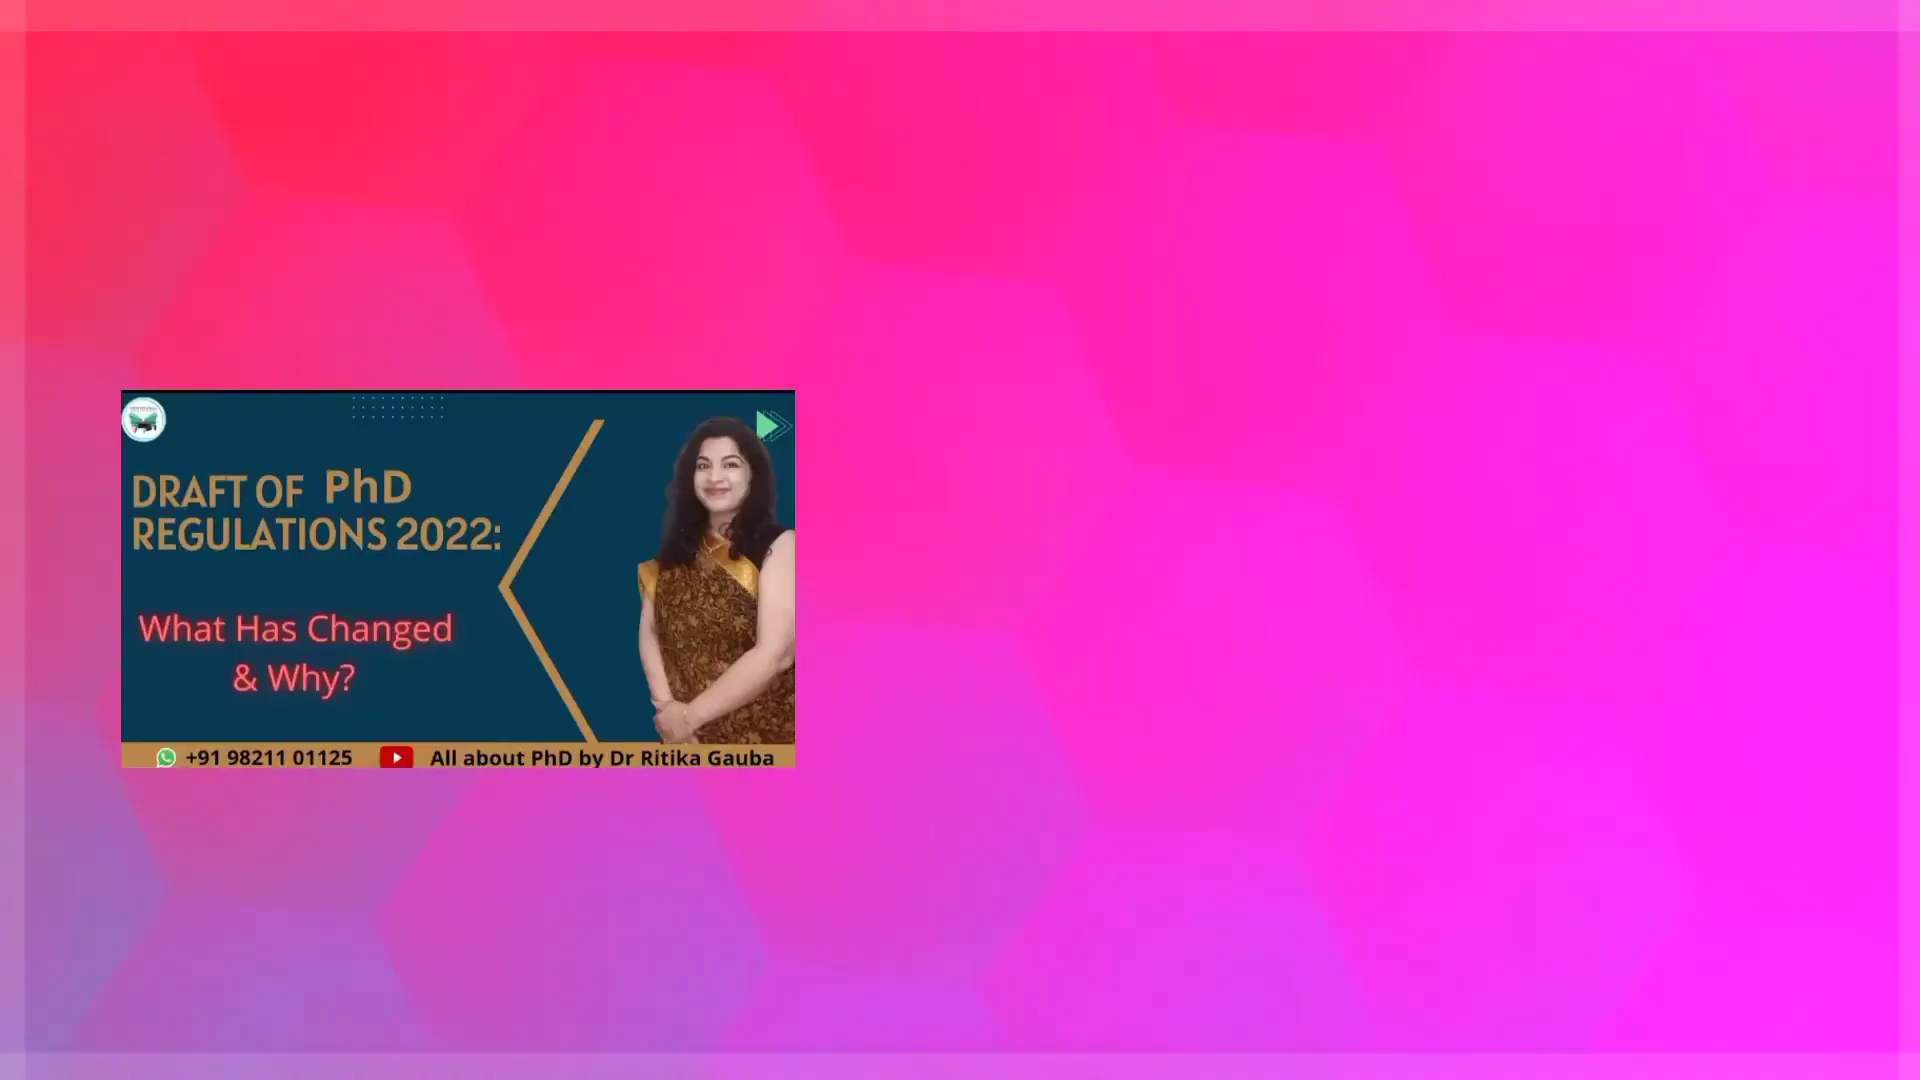 DRAFT OF PhD
REGULATIONS 2022:
What Has Changed
& Why?
+91 98211 01125
All about PhD by Dr Ritika Gauba